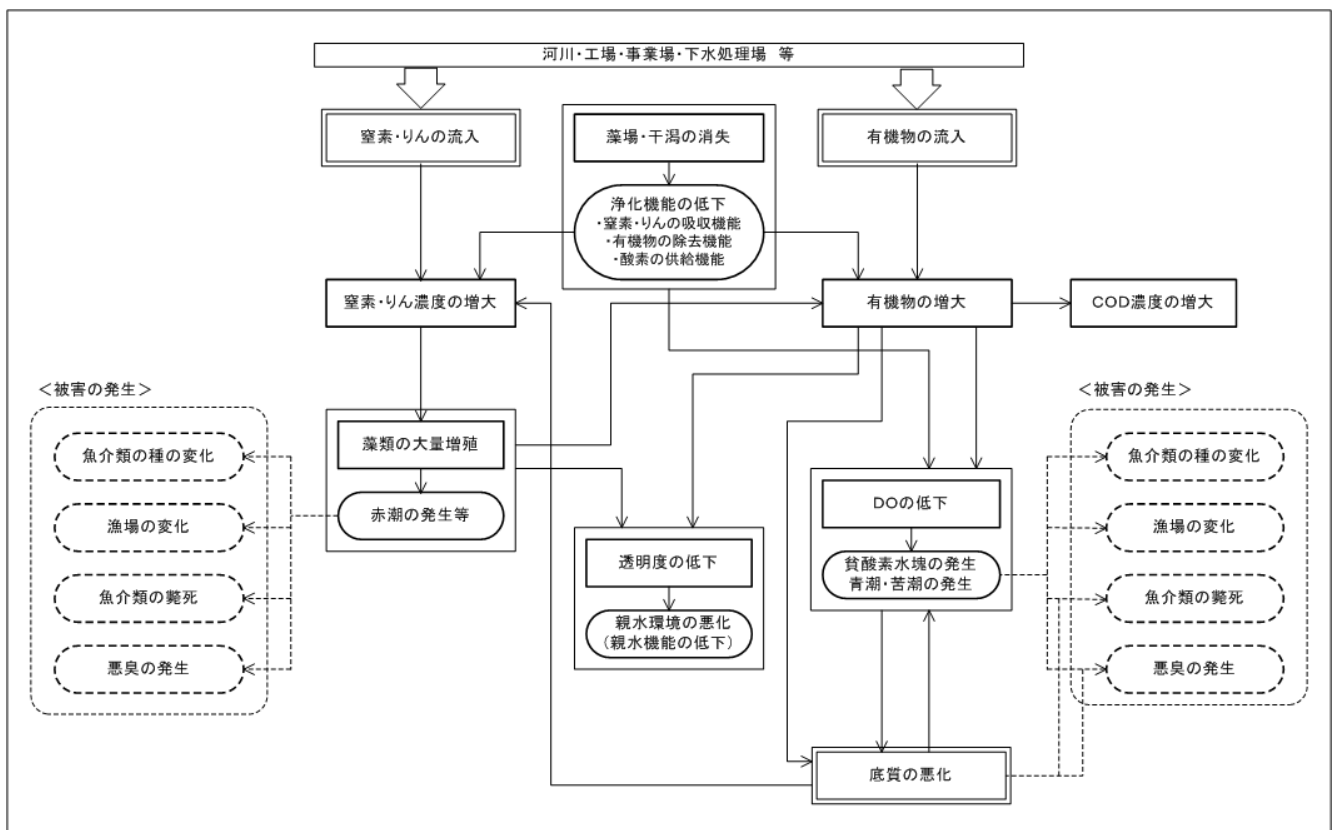 河川・工場・事業場・下水処理場 等
窒素・りんの流入
藻場・干潟の消失
有機物の流入
浄化機能の低下
・窒素・りんの吸収機能
・有機物の除去機能
・酸素の供給機能
窒素・りん濃度の増大
有機物の増大
COD濃度の増大
＜被害の発生＞
魚介類の種の変化
漁場の変化
魚介類の斃死
悪臭の発生
藻類の大量増殖
赤潮の発生等
透明度の低下
親水環境の悪化
(親水機能の低下)
DOの低下
貧酸素水塊の発生
青潮・苦潮の発生
＜被害の発生＞
魚介類の種の変化
漁場の変化
魚介類の斃死
悪臭の発生
底質の悪化